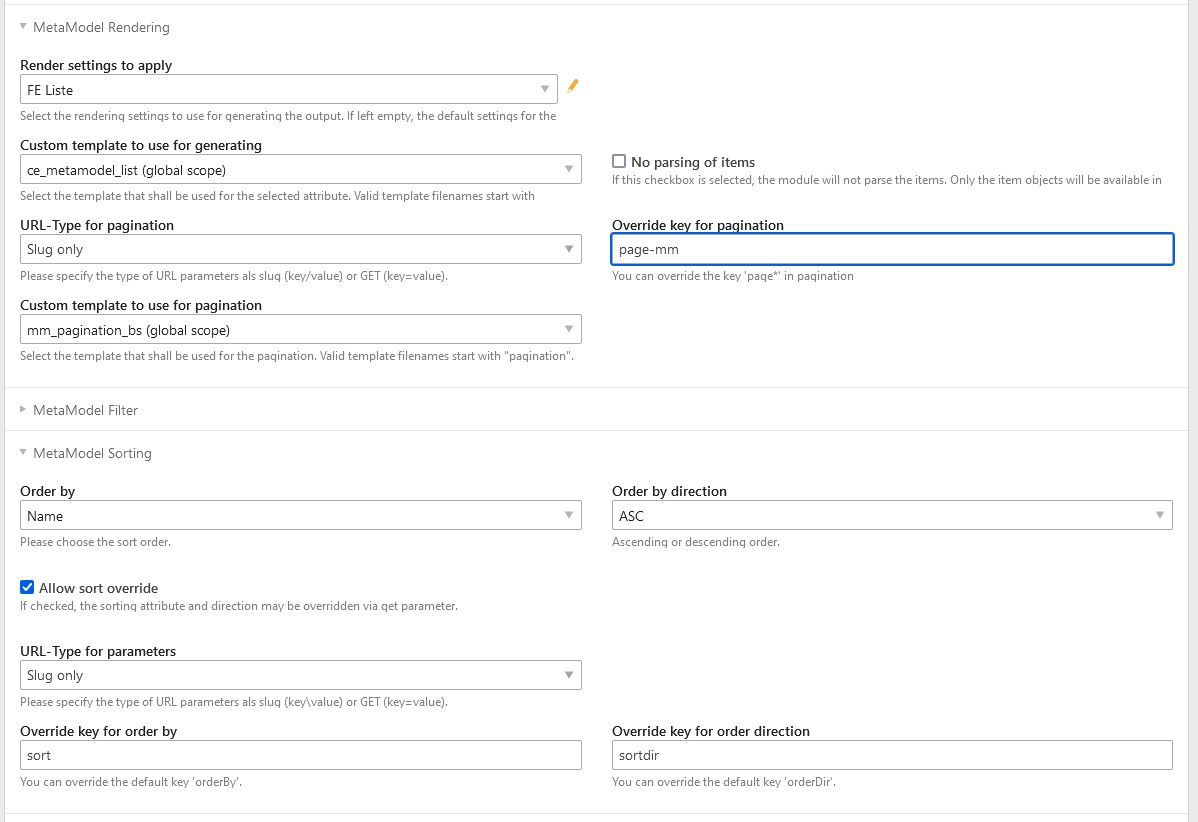 MetaModel Rendering
Render settings to apply
FE Liste
Select the rendering settings to use for generating the output. If left empty, the default settings for the
Custom template to use for generating
ce_metamodel_list (global scope)
No parsing of items
Select the template that shall be used for the selected attribute. Valid template filenames start with
If this checkbox is selected, the module will not parse the items. Only the item objects will be available in
URL-Type for pagination
Override key for pagination
Slug only
page-mm
Please specify the type of URL parameters als slug (key/value) or GET (key=value).
You can override the key 'page*' in pagination
Custom template to use for pagination
mm_pagination_bs (global scope)
Select the template that shall be used for the pagination. Valid template filenames start with "pagination".
MetaModel Filter
MetaModel Sorting
Order by
Order by direction
Name
ASC
Please choose the sort order.
Ascending or descending order.
Allow sort override
If checked, the sorting attribute and direction may be overridden via get parameter.
URL-Type for parameters
Slug only
Please specify the type of URL parameters als slug (key\value) or GET (key=value).
Override key for order by
Override key for order direction
sort
sortdir
You can override the default key 'orderBy'.
You can override the default key 'orderDir'.